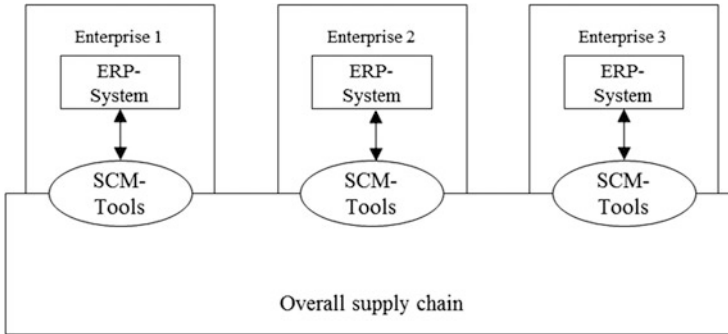 Enterprise 1
ERP-
System
SCM-
Tools
Enterprise 2
ERP-
System
SCM-
Tools
Enterprise 3
ERP-
System
SCM-
Tools
Overall supply chain